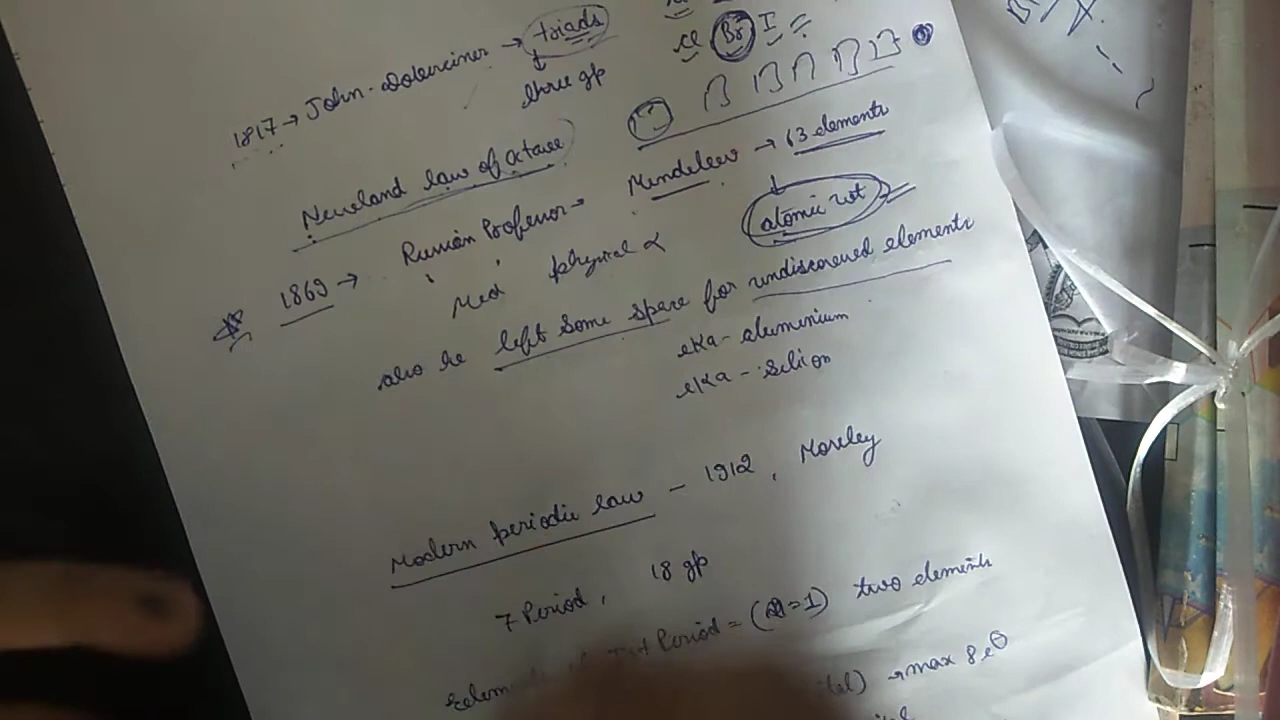 1817 → John. Dobereiner → triads
three gp
Cl Br I
Newland law of Octave
1869 → Russian Professor → Mendeleev → 63 elements
Med physical α atomic wt
also he left some space for undiscovered elements
eka - aluminium
eka - Silicon
Modern periodic law - 1912, Moseley
7 Period, 18 gp
Period = (n=1) two elements
max 8 e⊖